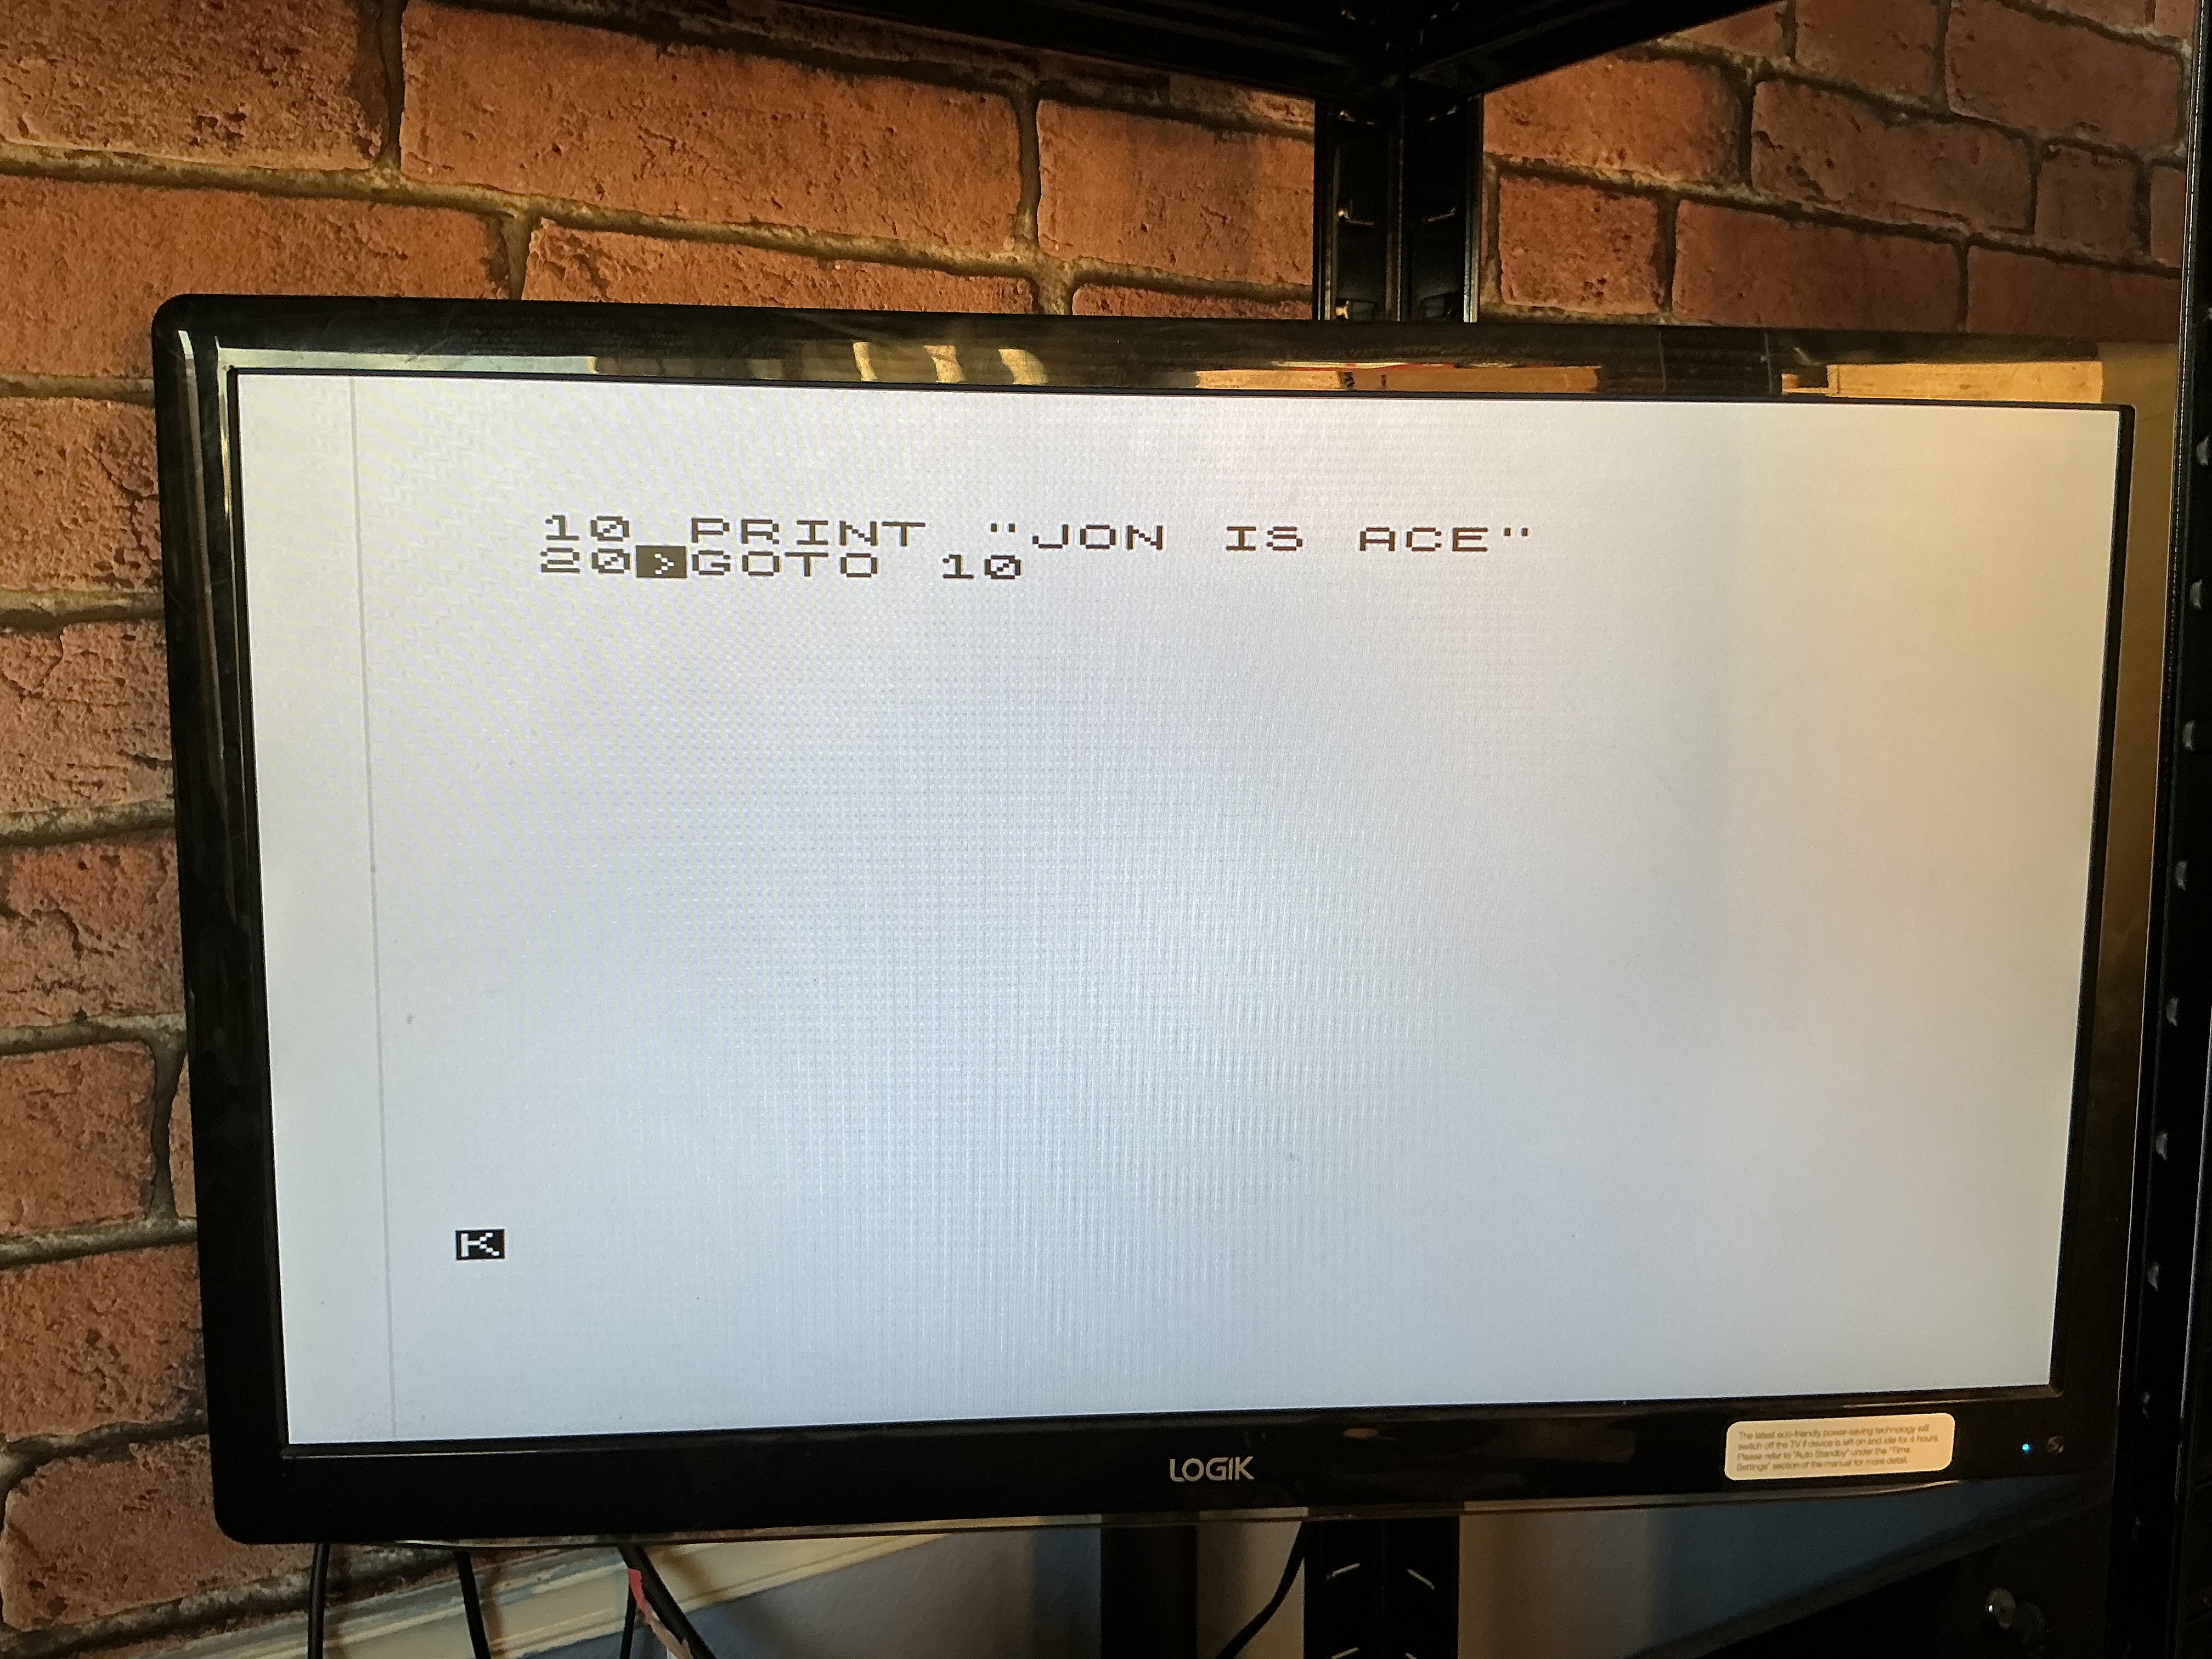 10 PRINT "JON IS ACE"
20>GOTO 10
K
LOGIK
The latest eco-friendly power-saving technology will
switch off the TV if device is left on and idle for 4 hours.
Please refer to "Auto Standby" under the "Time
Settings" section of the manual for more detail.